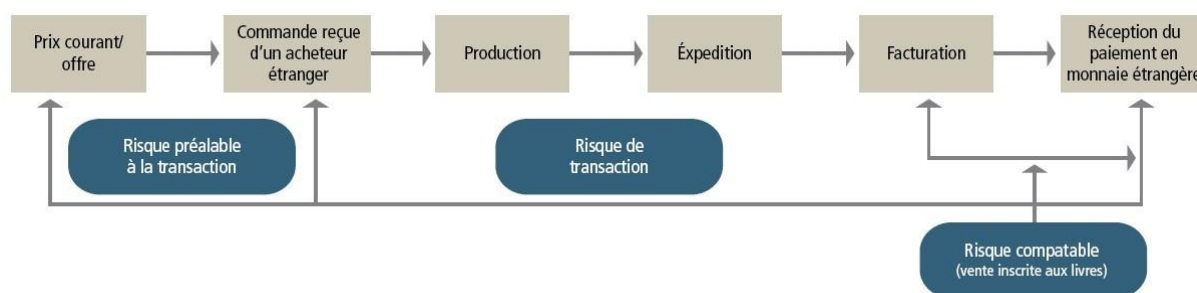 Prix courant/
offre
Commande reçue
d'un acheteur
étranger
Production
Éxpedition
Facturation
Réception du
paiement en
monnaie étrangère
Risque préalable
à la transaction
Risque de
transaction
Risque compatable
(vente inscrite aux livres)